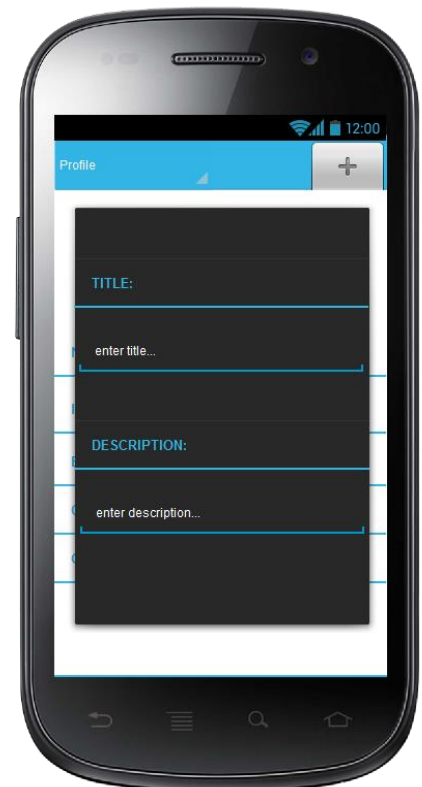 12:00
Profile
TITLE:
enter title...
DESCRIPTION:
enter description...